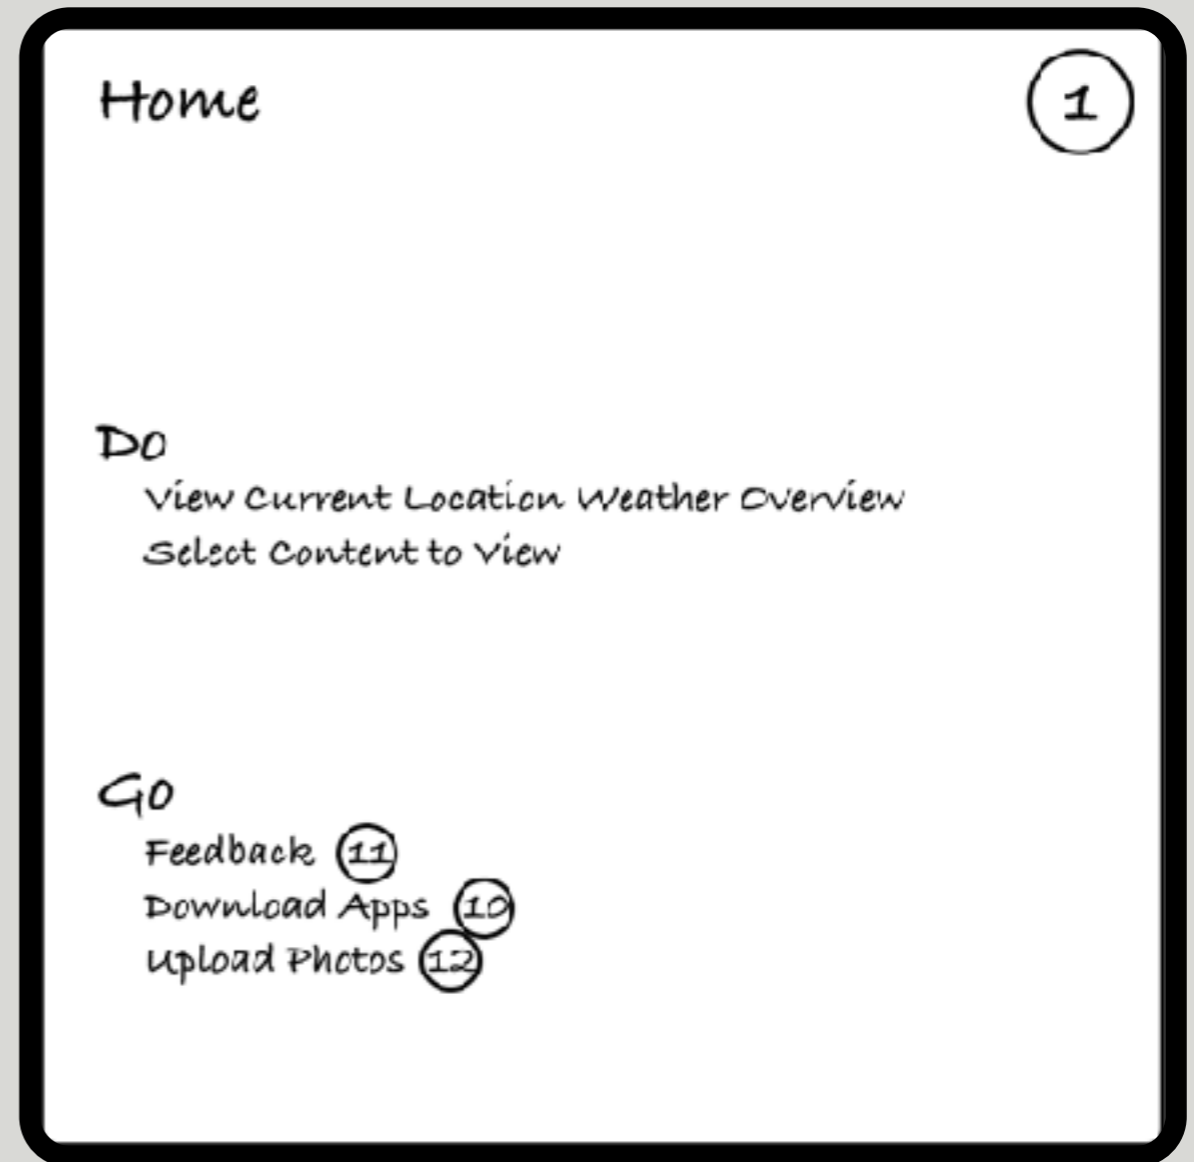 Home 1
Do
View Current Location Weather Overview
Select Content to View
Go
Feedback 11
Download Apps 10
Upload Photos 12